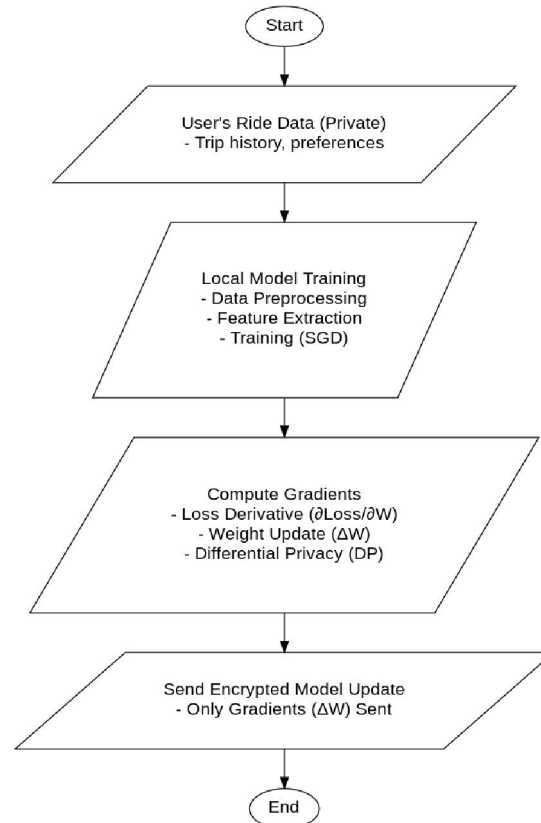 Start
User's Ride Data (Private)
- Trip history, preferences
Local Model Training
- Data Preprocessing
- Feature Extraction
- Training (SGD)
Compute Gradients
- Loss Derivative (∂Loss/∂W)
- Weight Update (ΔW)
- Differential Privacy (DP)
Send Encrypted Model Update
- Only Gradients (ΔW) Sent
End